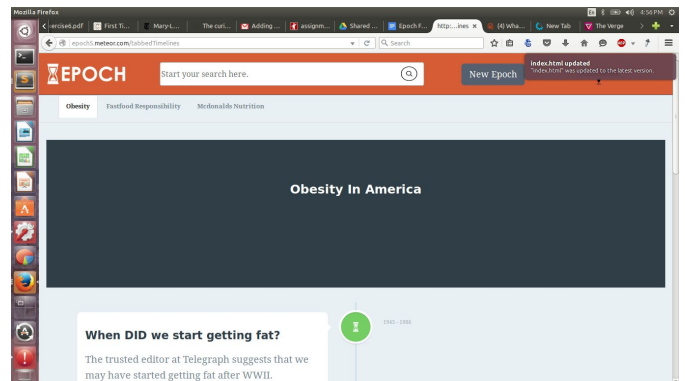 Mozilla Firefox
En
4:56 PM
ercises.pdf
First Ti...
Mary-L...
The curi...
Adding ...
assignm...
Shared ...
Epoch F...
http:...ines
(4) Wha...
New Tab
The Verge
epoch5.meteor.com/tabbedTimelines
Search
EPOCH
Start your search here.
New Epoch
index.html updated
"index.html" was updated to the latest version.
Obesity
Fastfood Responsibility
Mcdonalds Nutrition
Obesity In America
When DID we start getting fat?
The trusted editor at Telegraph suggests that we
may have started getting fat after WWII.